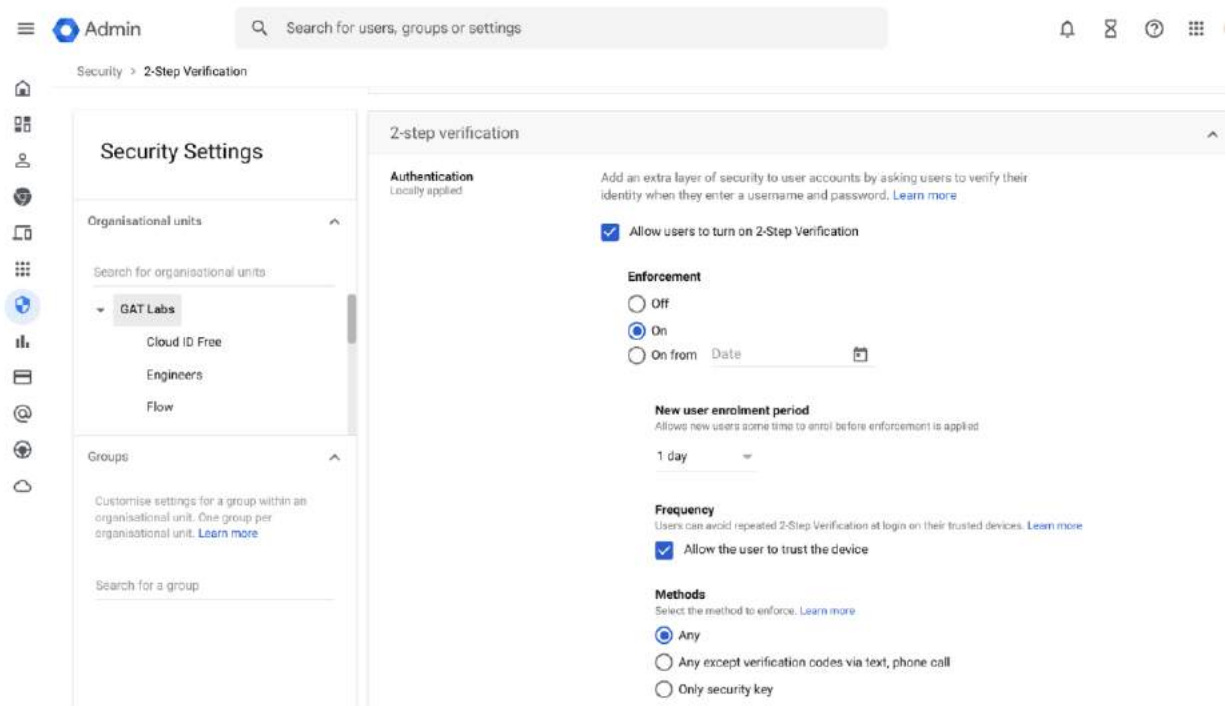 Admin
Search for users, groups or settings
Security > 2-Step Verification
Security Settings
Organisational units
Search for organisational units
GAT Labs
Cloud ID Free
Engineers
Flow
Groups
Customise settings for a group within an
organisational unit. One group per
organisational unit. Learn more
Search for a group
2-step verification
Authentication
Locally applied
Add an extra layer of security to user accounts by asking users to verify their
identity when they enter a username and password. Learn more
Allow users to turn on 2-Step Verification
Enforcement
Off
On
On from Date
New user enrolment period
Allows new users some time to enrol before enforcement is applied
1 day
Frequency
Users can avoid repeated 2-Step Verification at login on their trusted devices. Learn more
Allow the user to trust the device
Methods
Select the method to enforce. Learn more
Any
Any except verification codes via text, phone call
Only security key